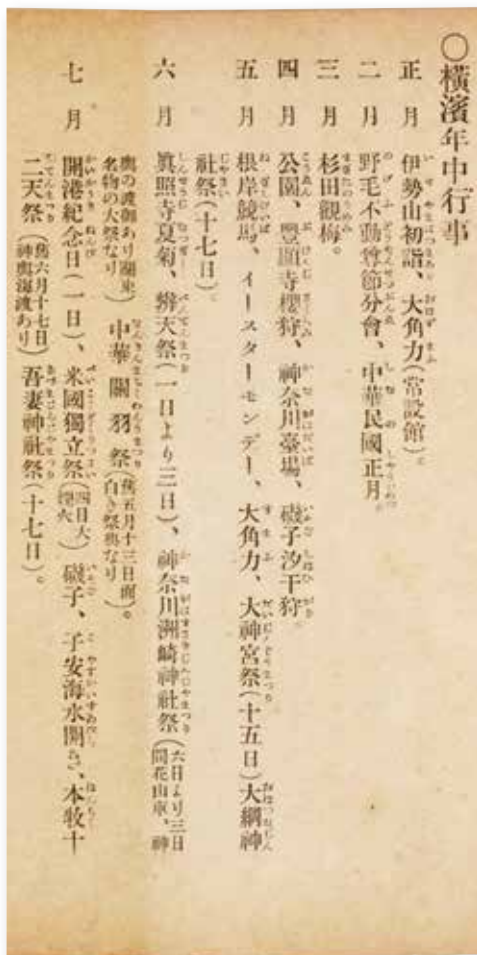 〇橫濱年中行事
正月 伊勢山初詣、大角力(常設館)。
二月 野毛不動尊節分會、中華民國正月。
三月 杉田觀梅。
四月 公園、豐顯寺櫻狩、神奈川臺場、磯子汐干狩。
五月 根岸競馬、イースターモンデー、大角力、大神宮祭(十五日)大綱神
社祭(十七日)。
六月 眞照寺夏菊、辨天祭(一日より三日)、神奈川洲崎神社祭(六日より三日間花山車、神
輿の渡御あり關東名物の大祭なり)中華關羽祭(舊五月十三日面白き祭典なり)。
七月 開港紀念日(一日)、米國獨立祭(四日大煙火)磯子、子安海水開き、本牧十
二天祭(舊六月十七日神輿海渡あり)吾妻神社祭(十七日)。